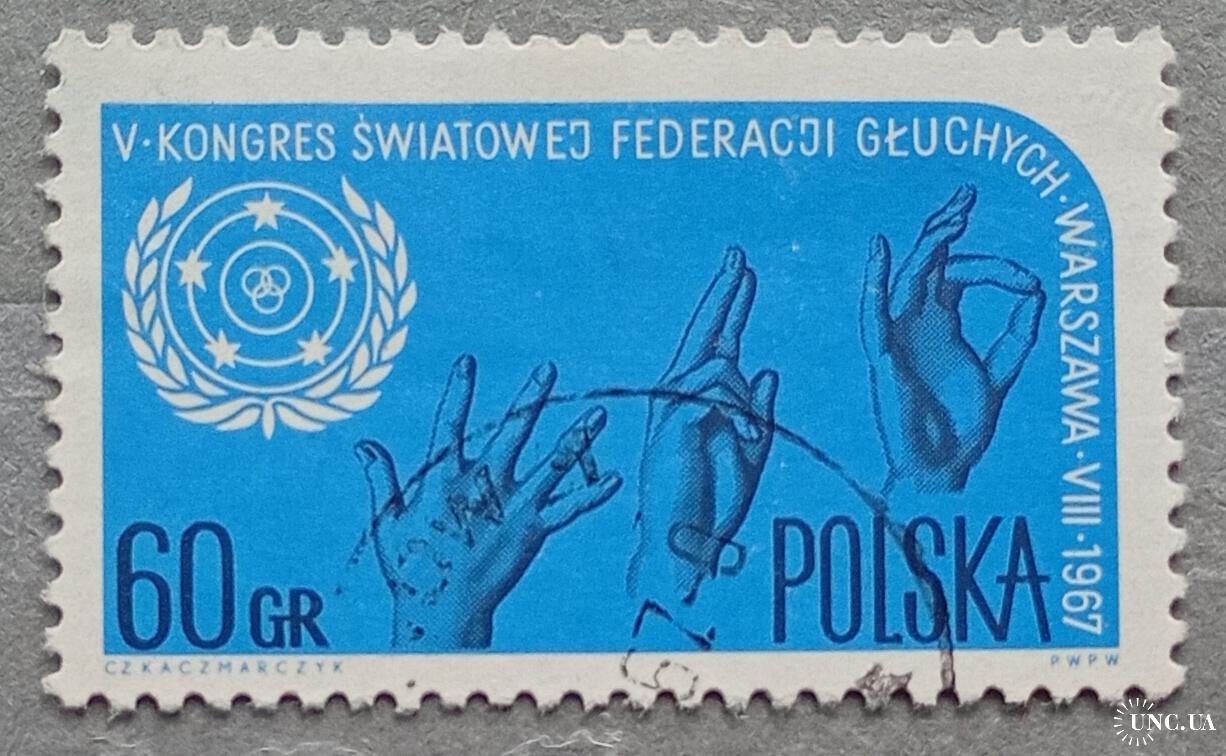 V·KONGRES ŚWIATOWEJ FEDERACJI GŁUCHYCH·WARSZAWA·VIII·1967
60 GR
POLSKA
CZ.KACZMARCZYK
PWPW
UNC.UA